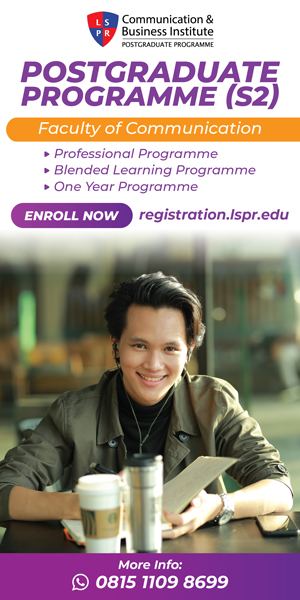 L S
P R
Communication &
Business Institute
POSTGRADUATE PROGRAMME
POSTGRADUATE
PROGRAMME (S2)
Faculty of Communication
Professional Programme
Blended Learning Programme
One Year Programme
ENROLL NOW registration.lspr.edu
More Info:
0815 1109 8699